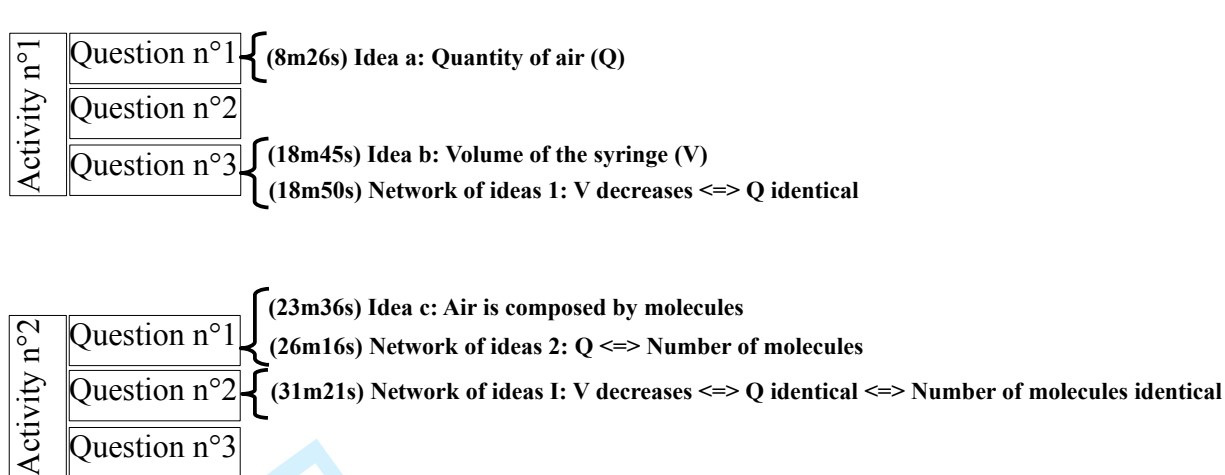 Activity n°1
Question n°1
(8m26s) Idea a: Quantity of air (Q)
Question n°2
Question n°3
(18m45s) Idea b: Volume of the syringe (V)
(18m50s) Network of ideas 1: V decreases <=> Q identical
Activity n°2
Question n°1
(23m36s) Idea c: Air is composed by molecules
(26m16s) Network of ideas 2: Q <=> Number of molecules
Question n°2
(31m21s) Network of ideas I: V decreases <=> Q identical <=> Number of molecules identical
Question n°3